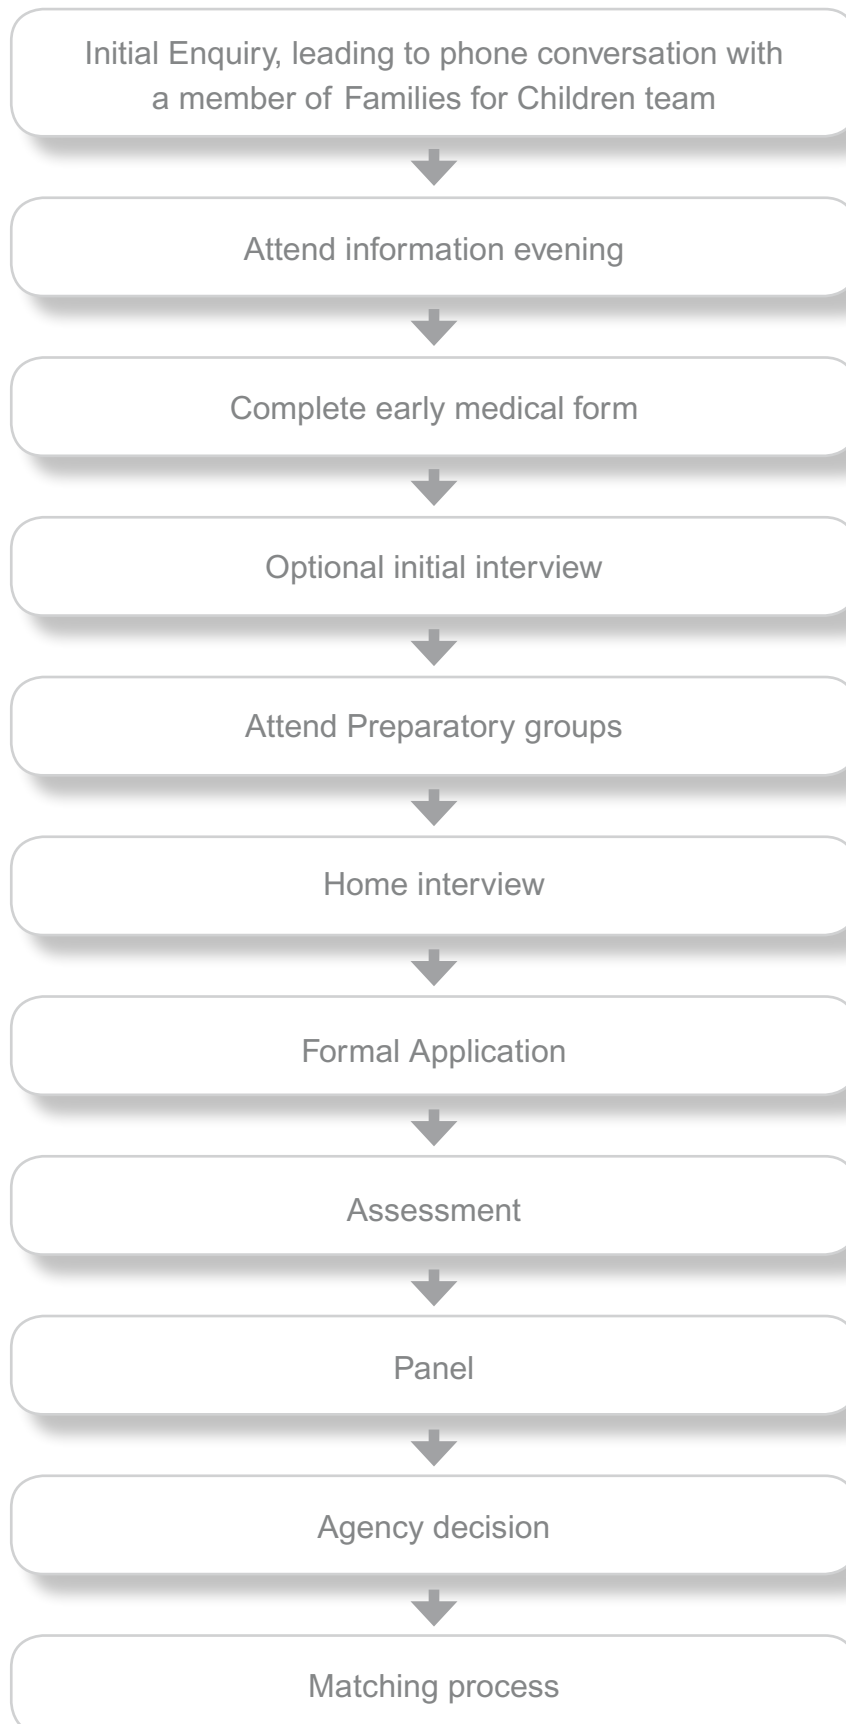 Initial Enquiry, leading to phone conversation with
a member of Families for Children team
Attend information evening
Complete early medical form
Optional initial interview
Attend Preparatory groups
Home interview
Formal Application
Assessment
Panel
Agency decision
Matching process